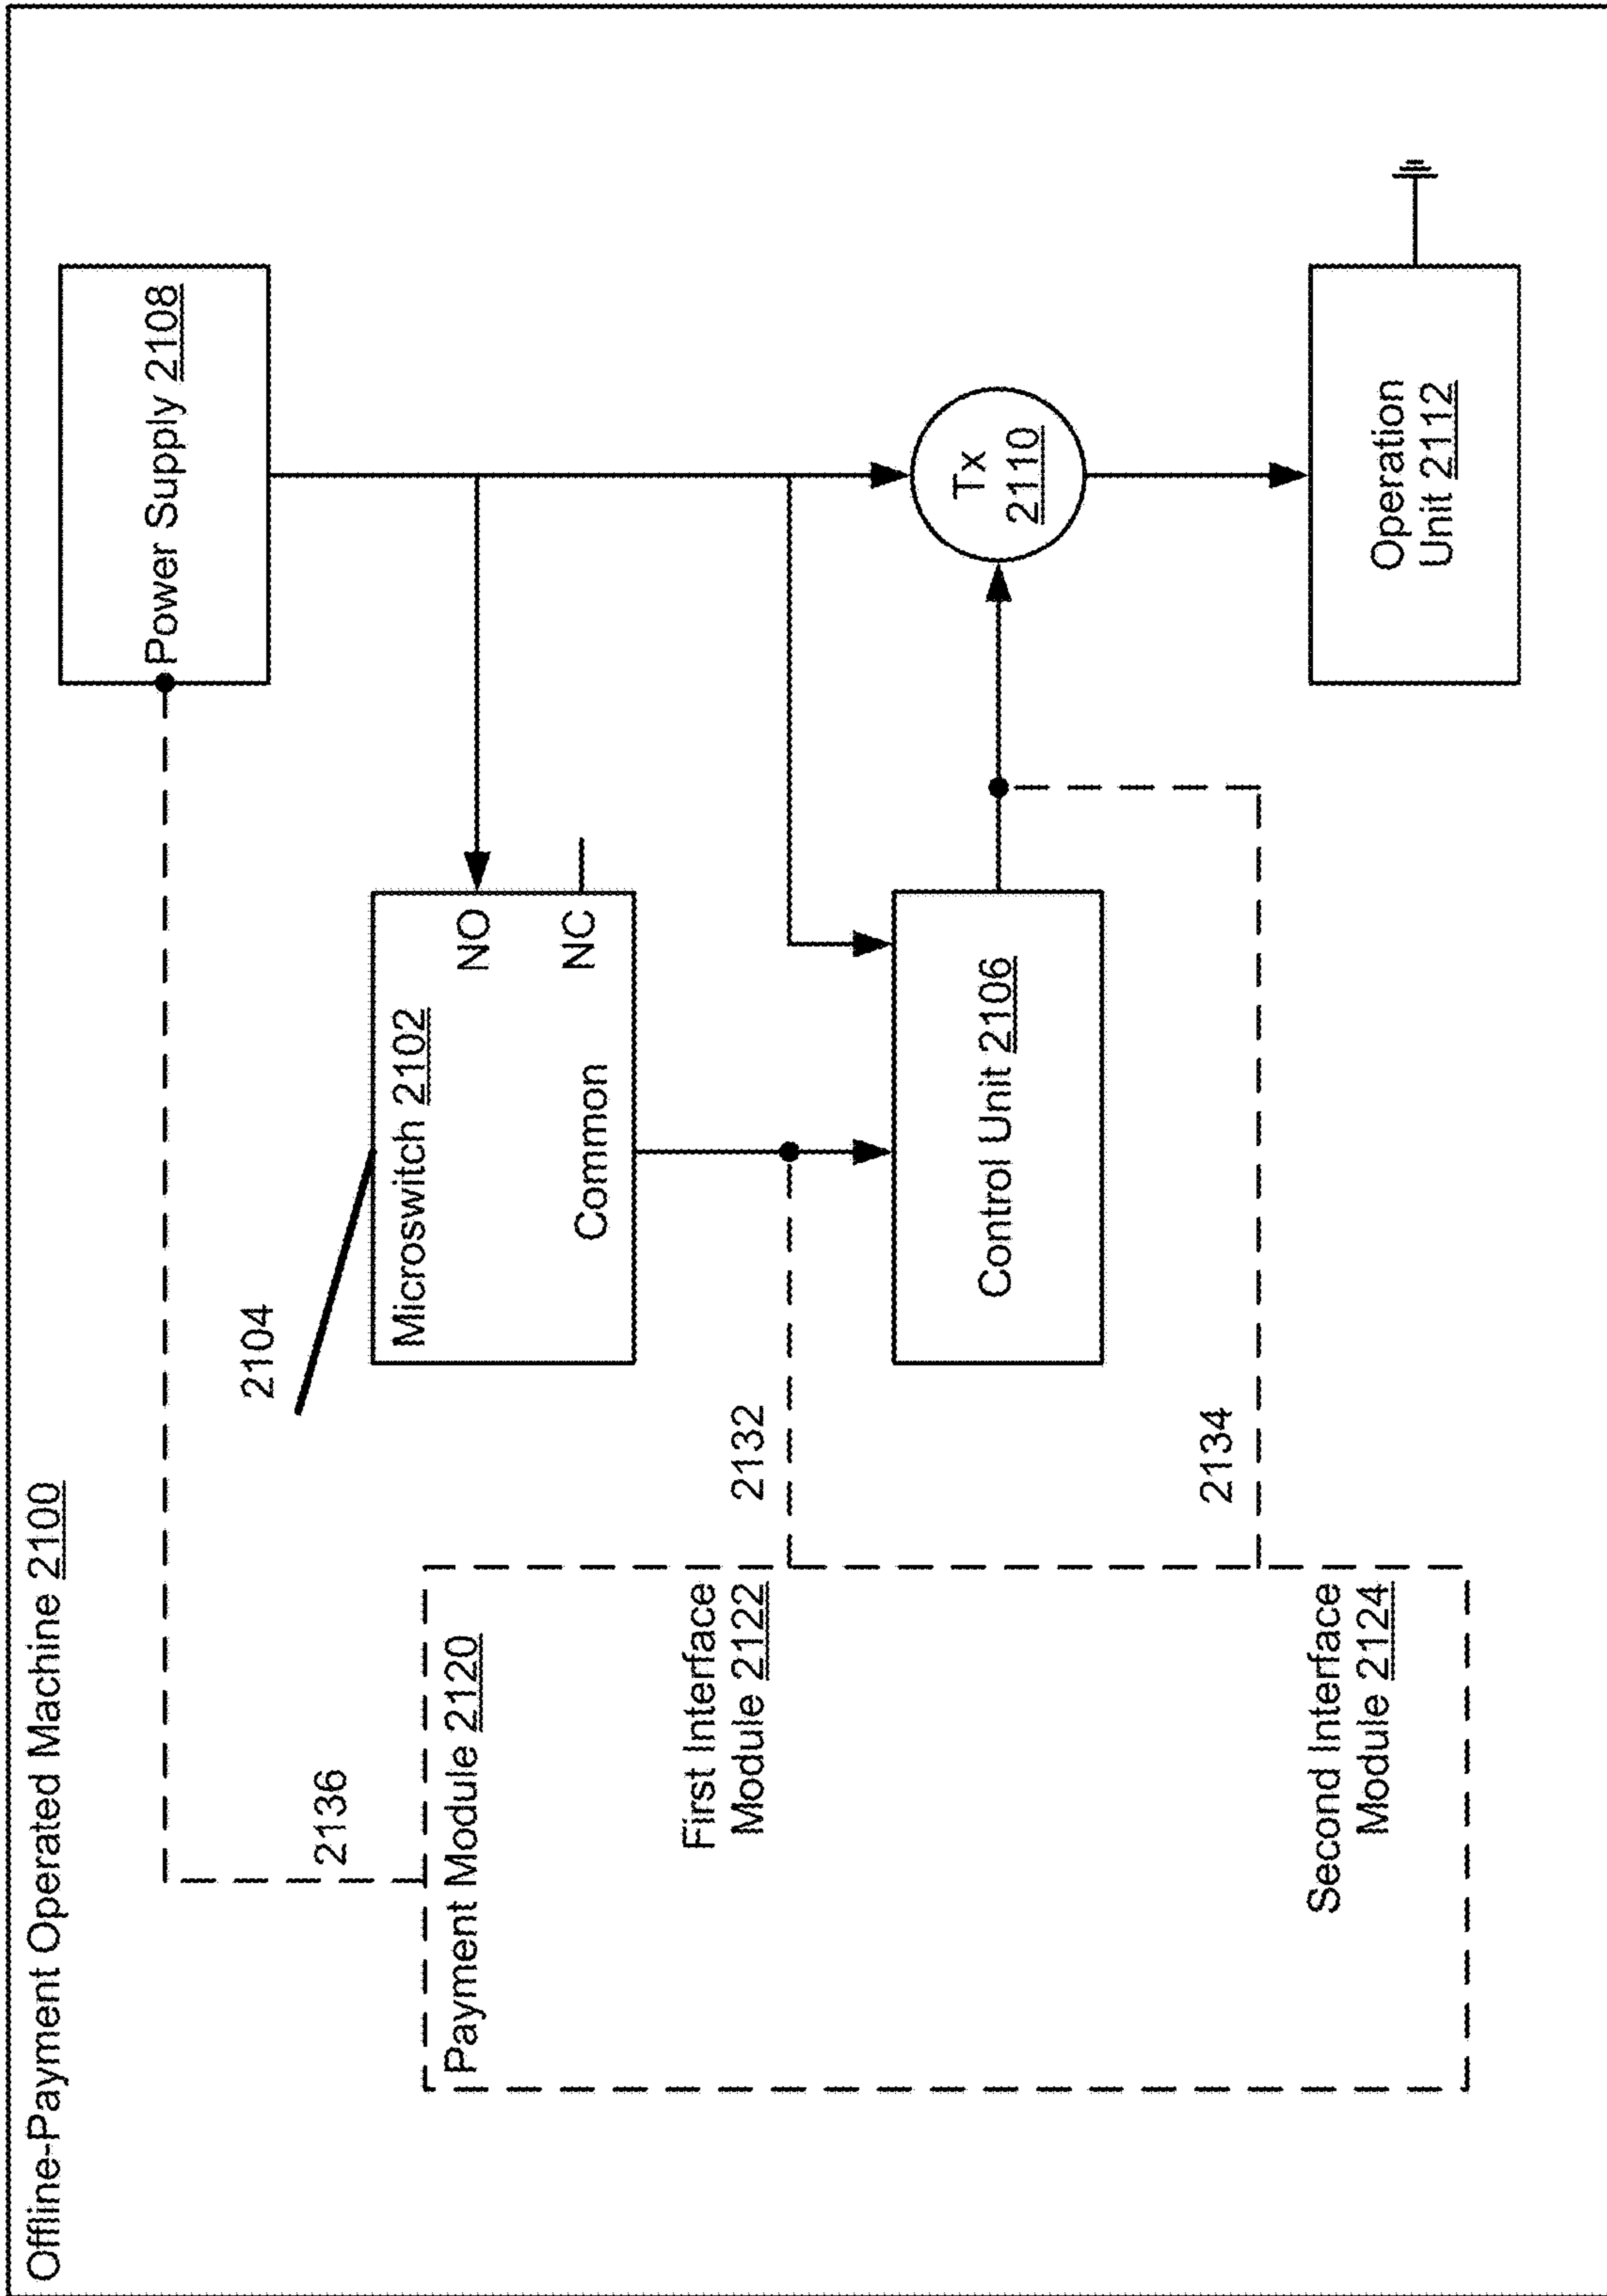 Offline-Payment Operated Machine 2100
Power Supply 2108
2136
2104
Microswitch 2102
NO
NC
Common
Payment Module 2120
First Interface
Module 2122
2132
Control Unit 2106
Tx
2110
2134
Second Interface
Module 2124
Operation
Unit 2112